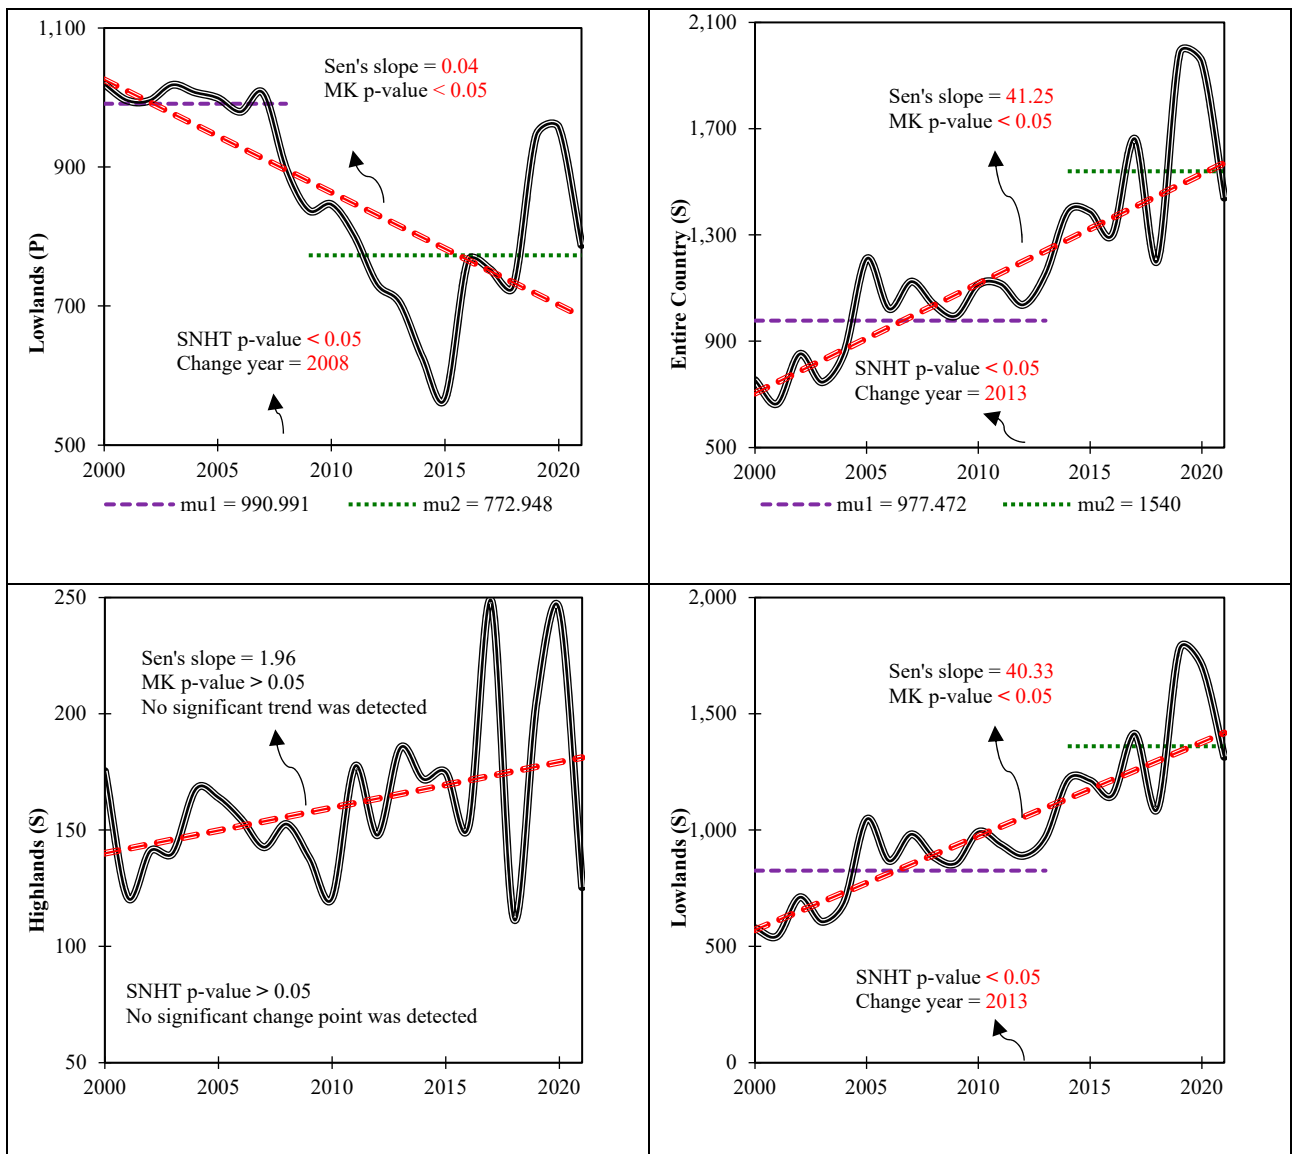 1,100
900
700
500
Lowlands (P)
Sen's slope = 0.04
MK p-value < 0.05
SNHT p-value < 0.05
Change year = 2008
2000 2005 2010 2015 2020
mu1 = 990.991 mu2 = 772.948
2,100
1,700
1,300
900
500
Entire Country (S)
Sen's slope = 41.25
MK p-value < 0.05
SNHT p-value < 0.05
Change year = 2013
2000 2005 2010 2015 2020
mu1 = 977.472 mu2 = 1540
250
200
150
100
50
Highlands (S)
Sen's slope = 1.96
MK p-value > 0.05
No significant trend was detected
SNHT p-value > 0.05
No significant change point was detected
2000 2005 2010 2015 2020
2,000
1,500
1,000
500
0
Lowlands (S)
Sen's slope = 40.33
MK p-value < 0.05
SNHT p-value < 0.05
Change year = 2013
2000 2005 2010 2015 2020